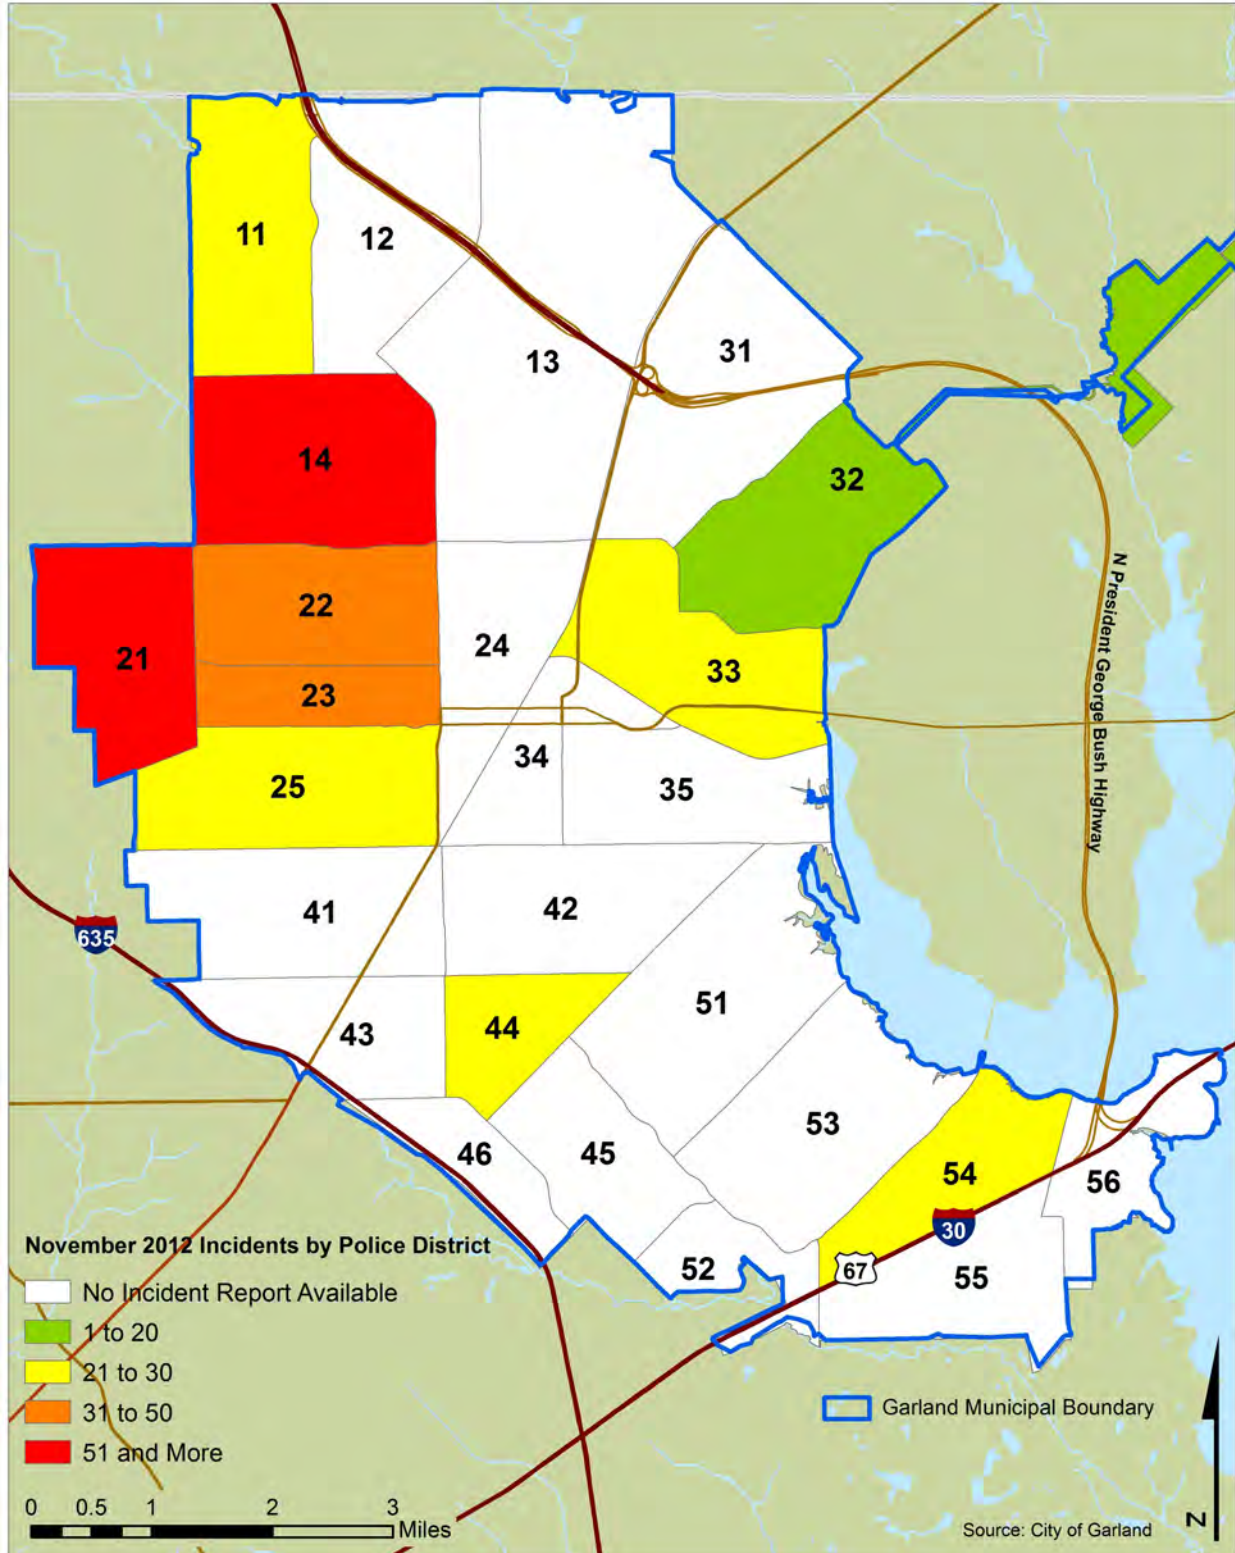 11
12
13
31
14
32
22
24
21
33
23
34
25
35
N President George Bush Highway
41
42
635
51
43
44
53
46
45
54
56
30
52
67
55
November 2012 Incidents by Police District
No Incident Report Available
1 to 20
21 to 30
31 to 50
51 and More
Garland Municipal Boundary
0 0.5 1 2 3
Miles
Source: City of Garland
N